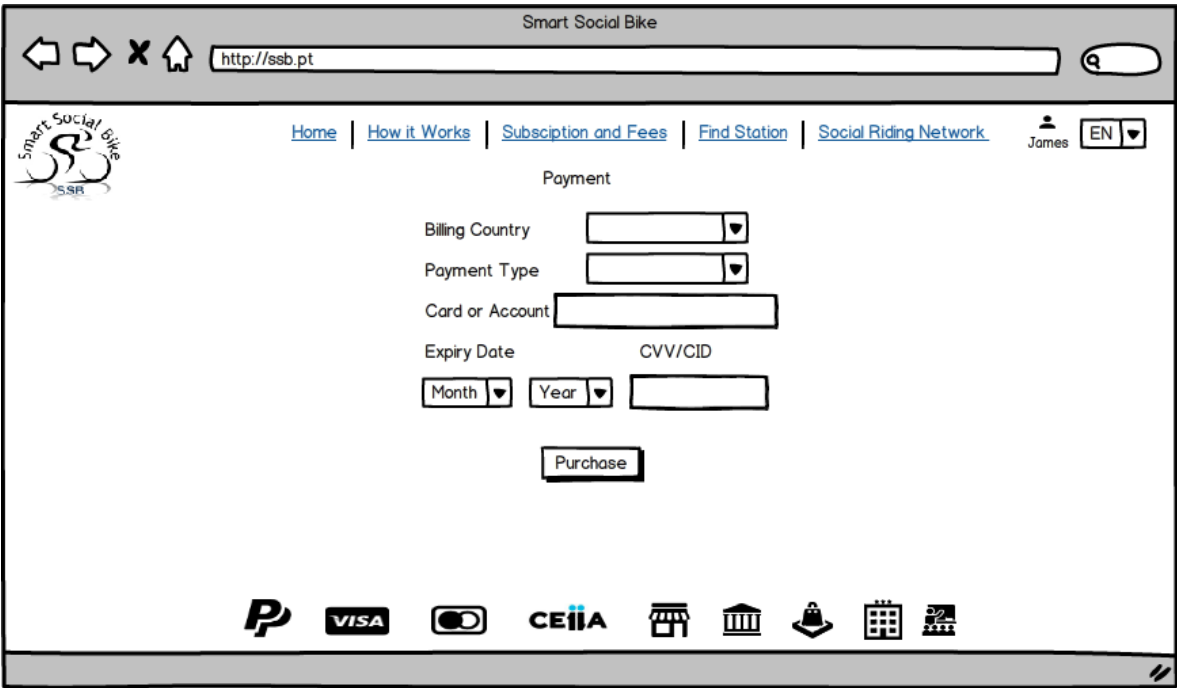 Smart Social Bike
http://ssb.pt
Smart Social Bike
SSB
Home | How it Works | Subsciption and Fees | Find Station | Social Riding Network
James
EN
Payment
Billing Country
Payment Type
Card or Account
Expiry Date CVV/CID
Month Year
Purchase
VISA CEiiA